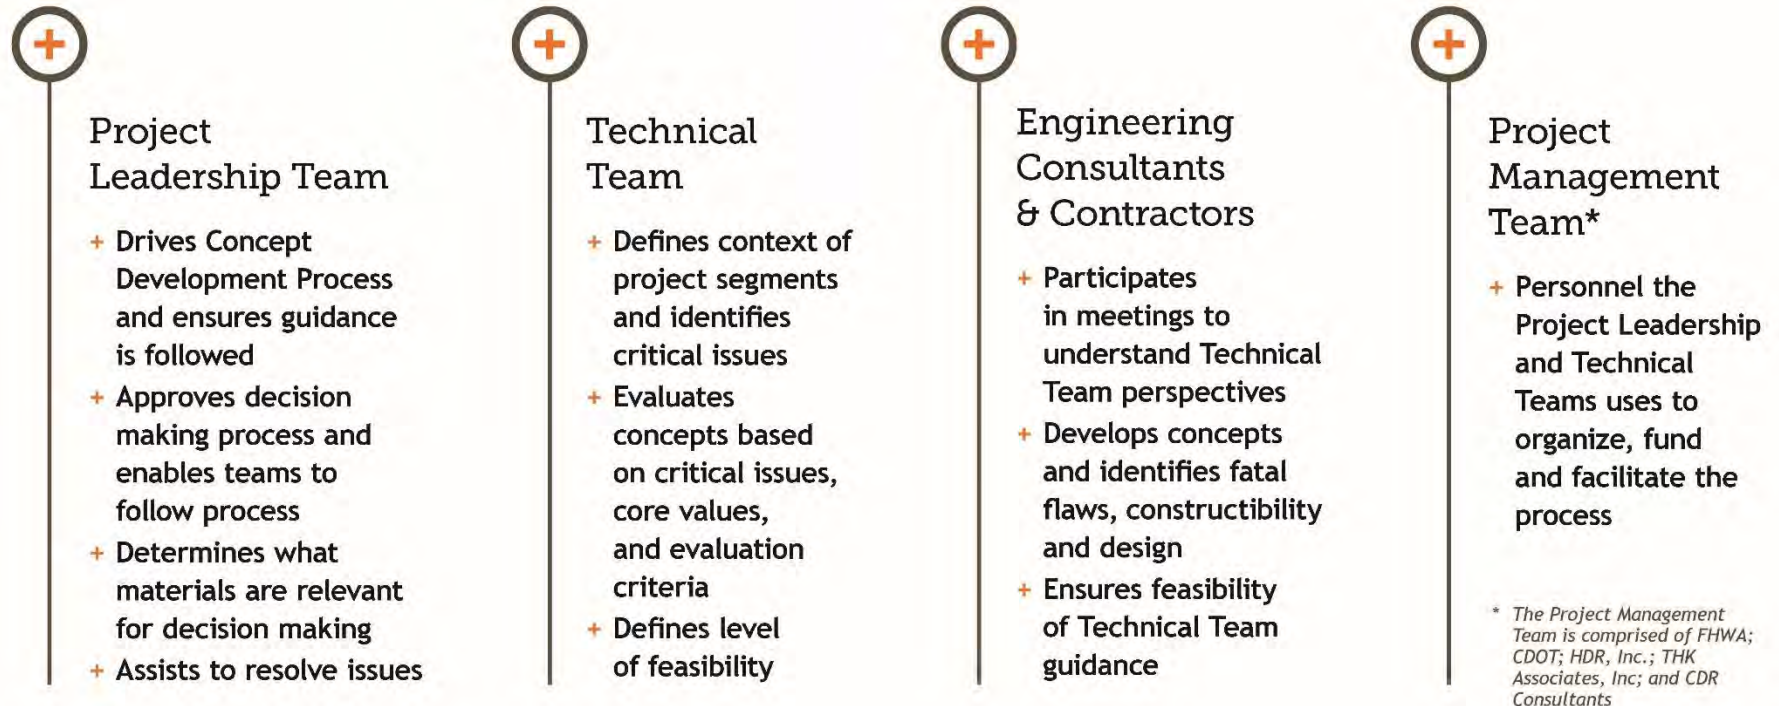 Project
Leadership Team
+ Drives Concept
Development Process
and ensures guidance
is followed
+ Approves decision
making process and
enables teams to
follow process
+ Determines what
materials are relevant
for decision making
+ Assists to resolve issues
Technical
Team
+ Defines context of
project segments
and identifies
critical issues
+ Evaluates
concepts based
on critical issues,
core values,
and evaluation
criteria
+ Defines level
of feasibility
Engineering
Consultants
& Contractors
+ Participates
in meetings to
understand Technical
Team perspectives
+ Develops concepts
and identifies fatal
flaws, constructibility
and design
+ Ensures feasibility
of Technical Team
guidance
Project
Management
Team*
+ Personnel the
Project Leadership
and Technical
Teams uses to
organize, fund
and facilitate the
process
* The Project Management
Team is comprised of FHWA;
CDOT; HDR, Inc.; THK
Associates, Inc; and CDR
Consultants